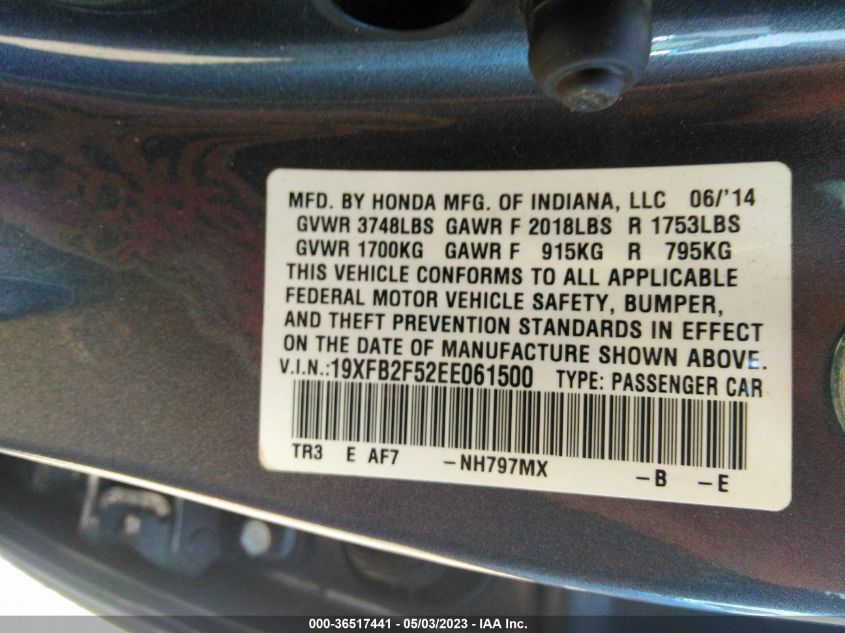 MFD. BY HONDA MFG. OF INDIANA, LLC 06/'14
GVWR 3748LBS GAWR F 2018LBS R 1753LBS
GVWR 1700KG GAWR F 915KG R 795KG
THIS VEHICLE CONFORMS TO ALL APPLICABLE
FEDERAL MOTOR VEHICLE SAFETY, BUMPER,
AND THEFT PREVENTION STANDARDS IN EFFECT
ON THE DATE OF MANUFACTURE SHOWN ABOVE.
V.I.N.:19XFB2F52EE061500 TYPE: PASSENGER CAR
TR3 E AF7 -NH797MX -B -E
000-36517441 - 05/03/2023 - IAA Inc.